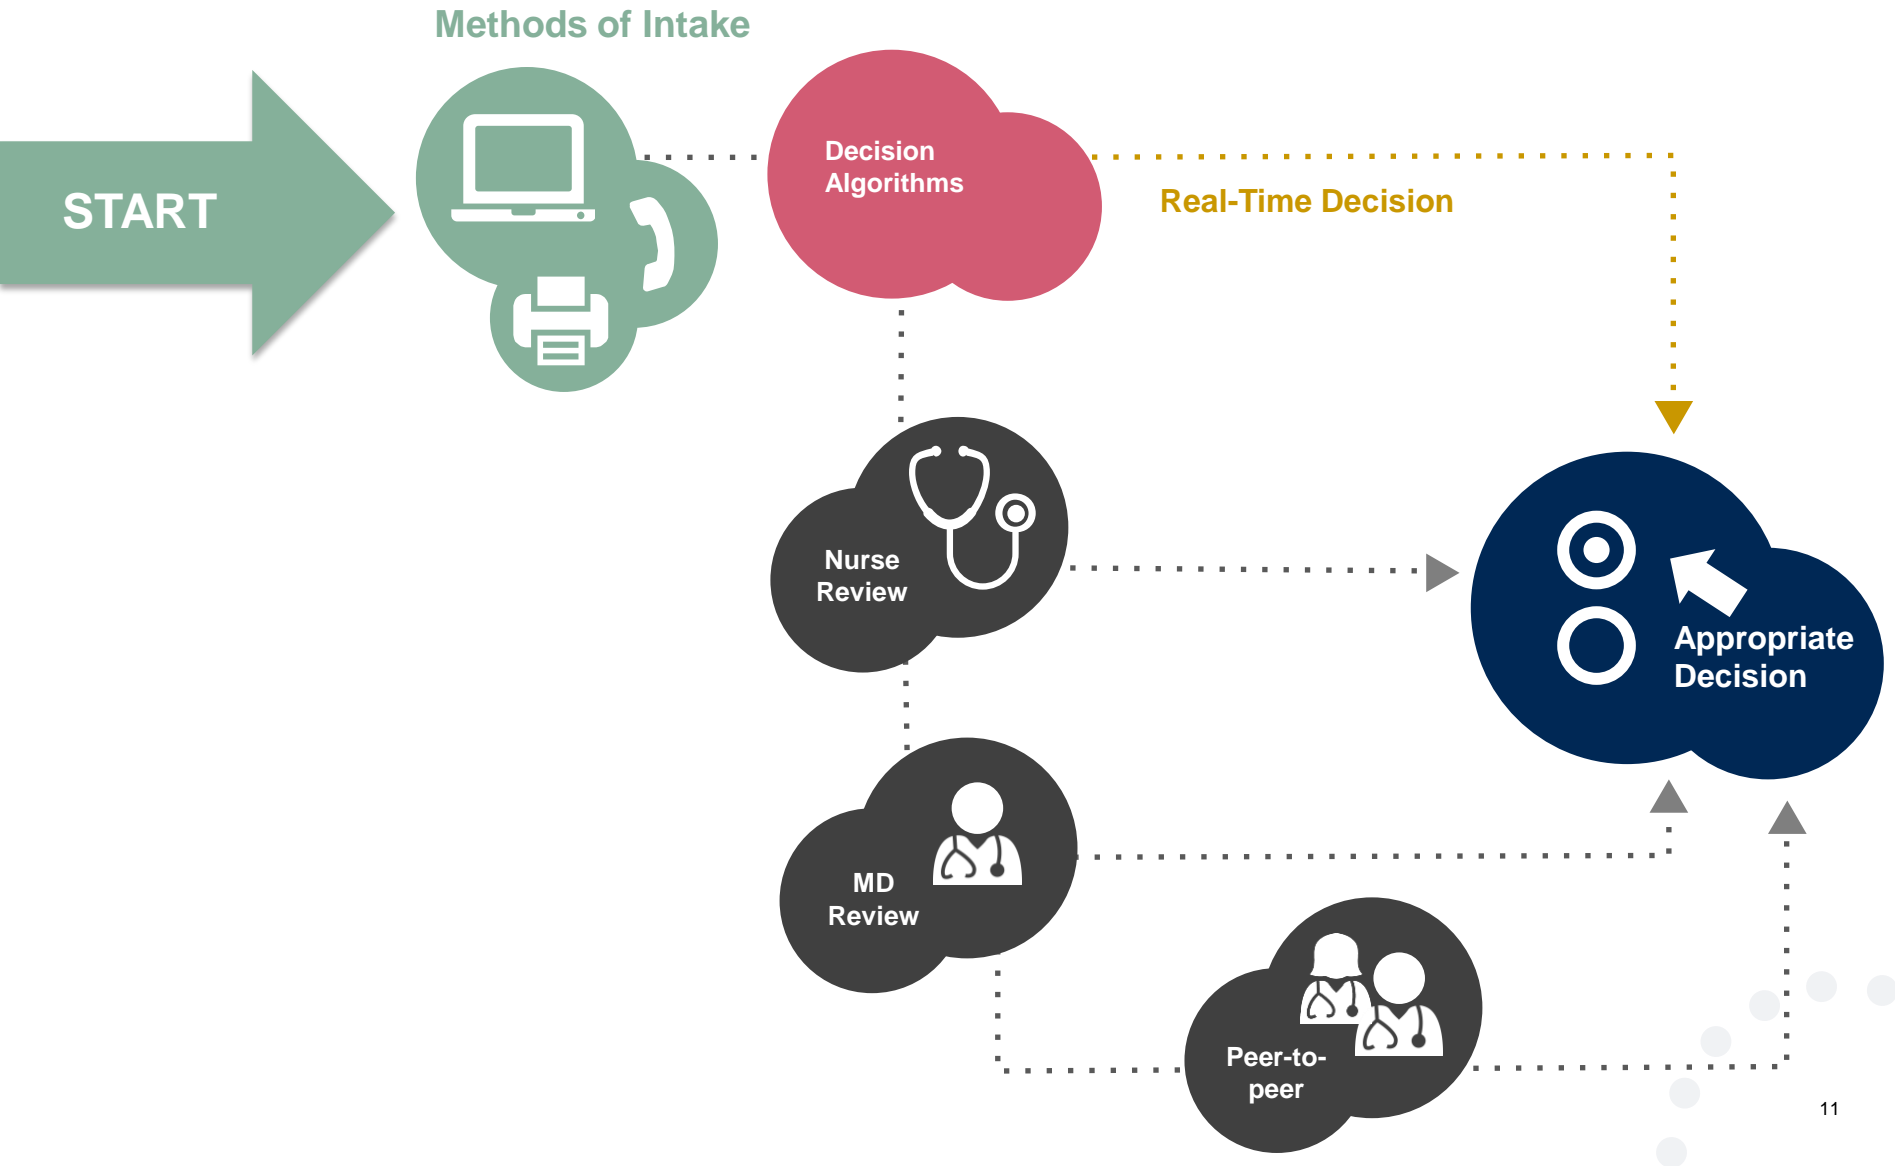 Methods of Intake
START
Decision
Algorithms
Real-Time Decision
Nurse
Review
Appropriate
Decision
MD
Review
Peer-to-
peer
11